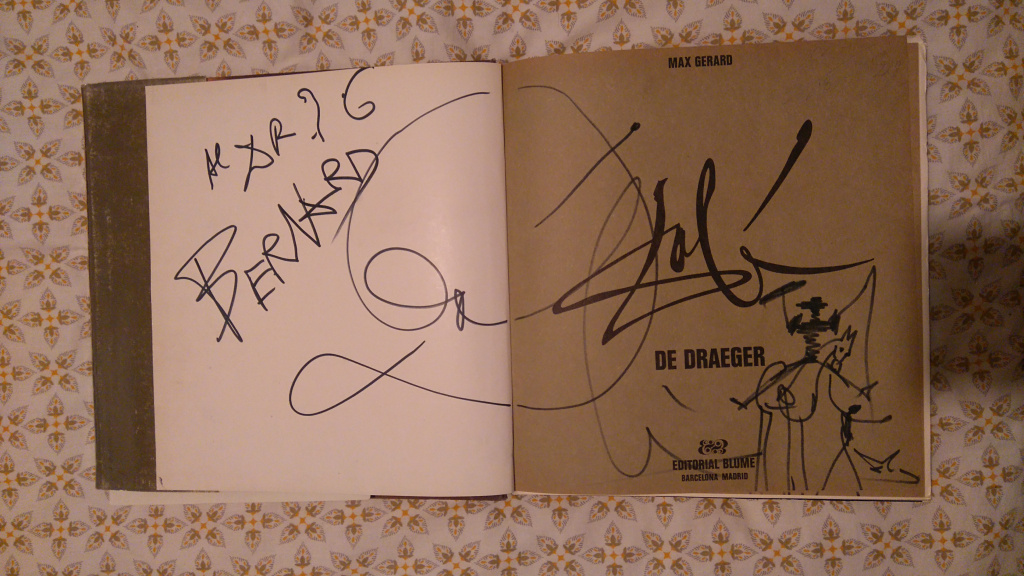 BERNARD
MAX GERARD
Dalí
DE DRAEGER
EDITORIAL BLUME
BARCELONA MADRID